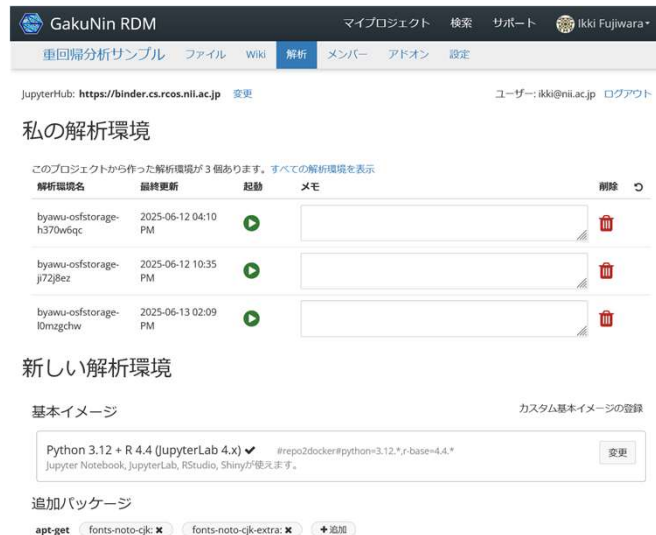 GakuNin RDM マイプロジェクト 検索 サポート Ikki Fujiwara
重回帰分析サンプル ファイル Wiki 解析 メンバー アドオン 設定
JupyterHub: https://binder.cs.rcos.nii.ac.jp 変更 ユーザー: ikki@nii.ac.jp ログアウト
私の解析環境
このプロジェクトから作った解析環境が 3 個あります。すべての解析環境を表示
解析環境名 最終更新 起動 メモ 削除
byawu-osfstorage-h370w6qc 2025-06-12 04:10 PM
byawu-osfstorage-ji72j8ez 2025-06-12 10:35 PM
byawu-osfstorage-l0mzgchw 2025-06-13 02:09 PM
新しい解析環境
基本イメージ カスタム基本イメージの登録
Python 3.12 + R 4.4 (JupyterLab 4.x) ✔ #repo2docker#python=3.12.*,r-base=4.4.* 変更
Jupyter Notebook, JupyterLab, RStudio, Shinyが使えます。
追加パッケージ
apt-get fonts-noto-cjk: ✖ fonts-noto-cjk-extra: ✖ ✚追加